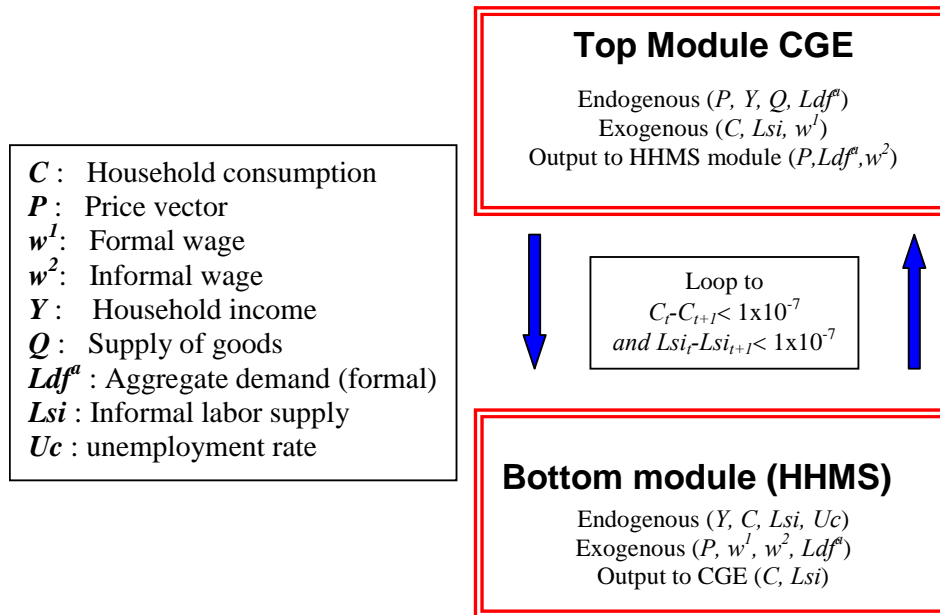 Top Module CGE
Endogenous (P, Y, Q, Ldfᵃ)
Exogenous (C, Lsi, w¹)
Output to HHMS module (P,Ldfᵃ,w²)
C : Household consumption
P : Price vector
w¹: Formal wage
w²: Informal wage
Y : Household income
Q : Supply of goods
Ldfᵃ : Aggregate demand (formal)
Lsi : Informal labor supply
Uc : unemployment rate
Loop to
Cₜ-Cₜ₊₁< 1x10⁻⁷
and Lsiₜ-Lsiₜ₊₁< 1x10⁻⁷
Bottom module (HHMS)
Endogenous (Y, C, Lsi, Uc)
Exogenous (P, w¹, w², Ldfᵃ)
Output to CGE (C, Lsi)